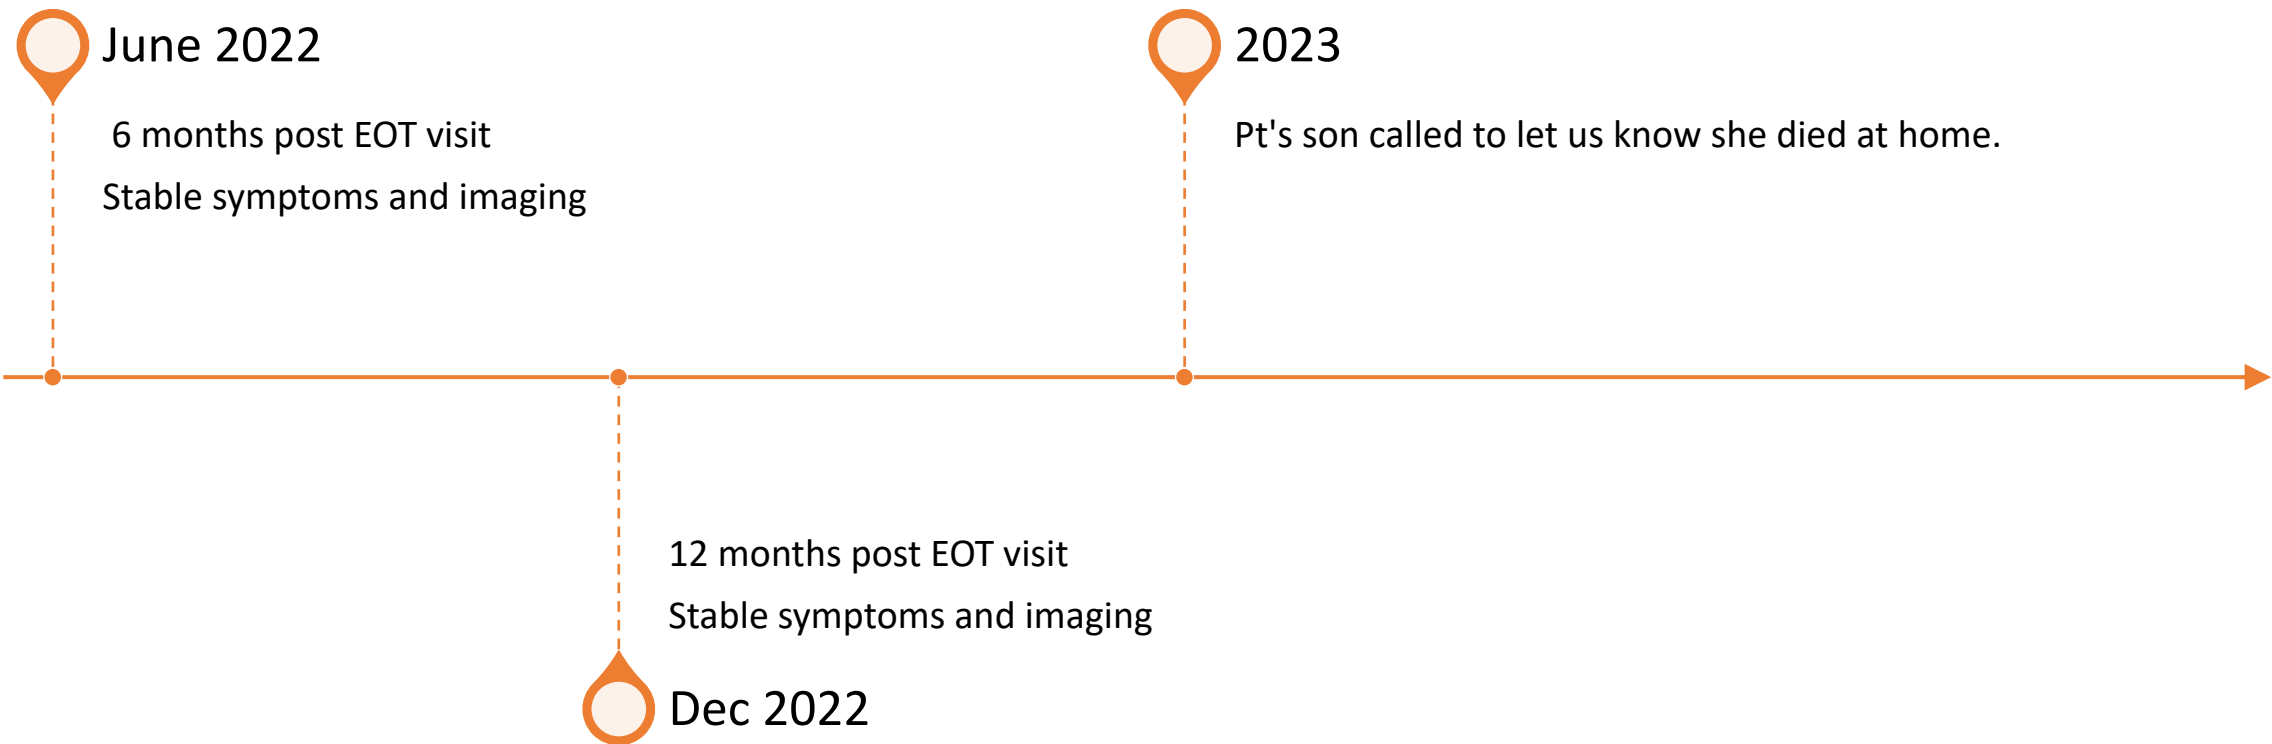 June 2022
6 months post EOT visit
Stable symptoms and imaging
12 months post EOT visit
Stable symptoms and imaging
Dec 2022
2023
Pt's son called to let us know she died at home.